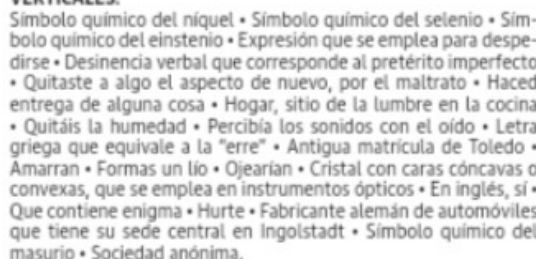 VERTICALES:
Símbolo químico del níquel • Símbolo químico del selenio • Sím-
bolo químico del einstenio • Expresión que se emplea para despe-
dirse • Desinencia verbal que corresponde al pretérito imperfecto
• Quitaste a algo el aspecto de nuevo, por el maltrato • Haced
entrega de alguna cosa • Hogar, sitio de la lumbre en la cocina
• Quitáis la humedad • Percibía los sonidos con el oído • Letra
griega que equivale a la "erre" • Antigua matrícula de Toledo •
Amarran • Formas un lío • Ojearían • Cristal con caras cóncavas o
convexas, que se emplea en instrumentos ópticos • En inglés, sí •
Que contiene enigma • Hurte • Fabricante alemán de automóviles
que tiene su sede central en Ingolstadt • Símbolo químico del
masurio • Sociedad anónima.